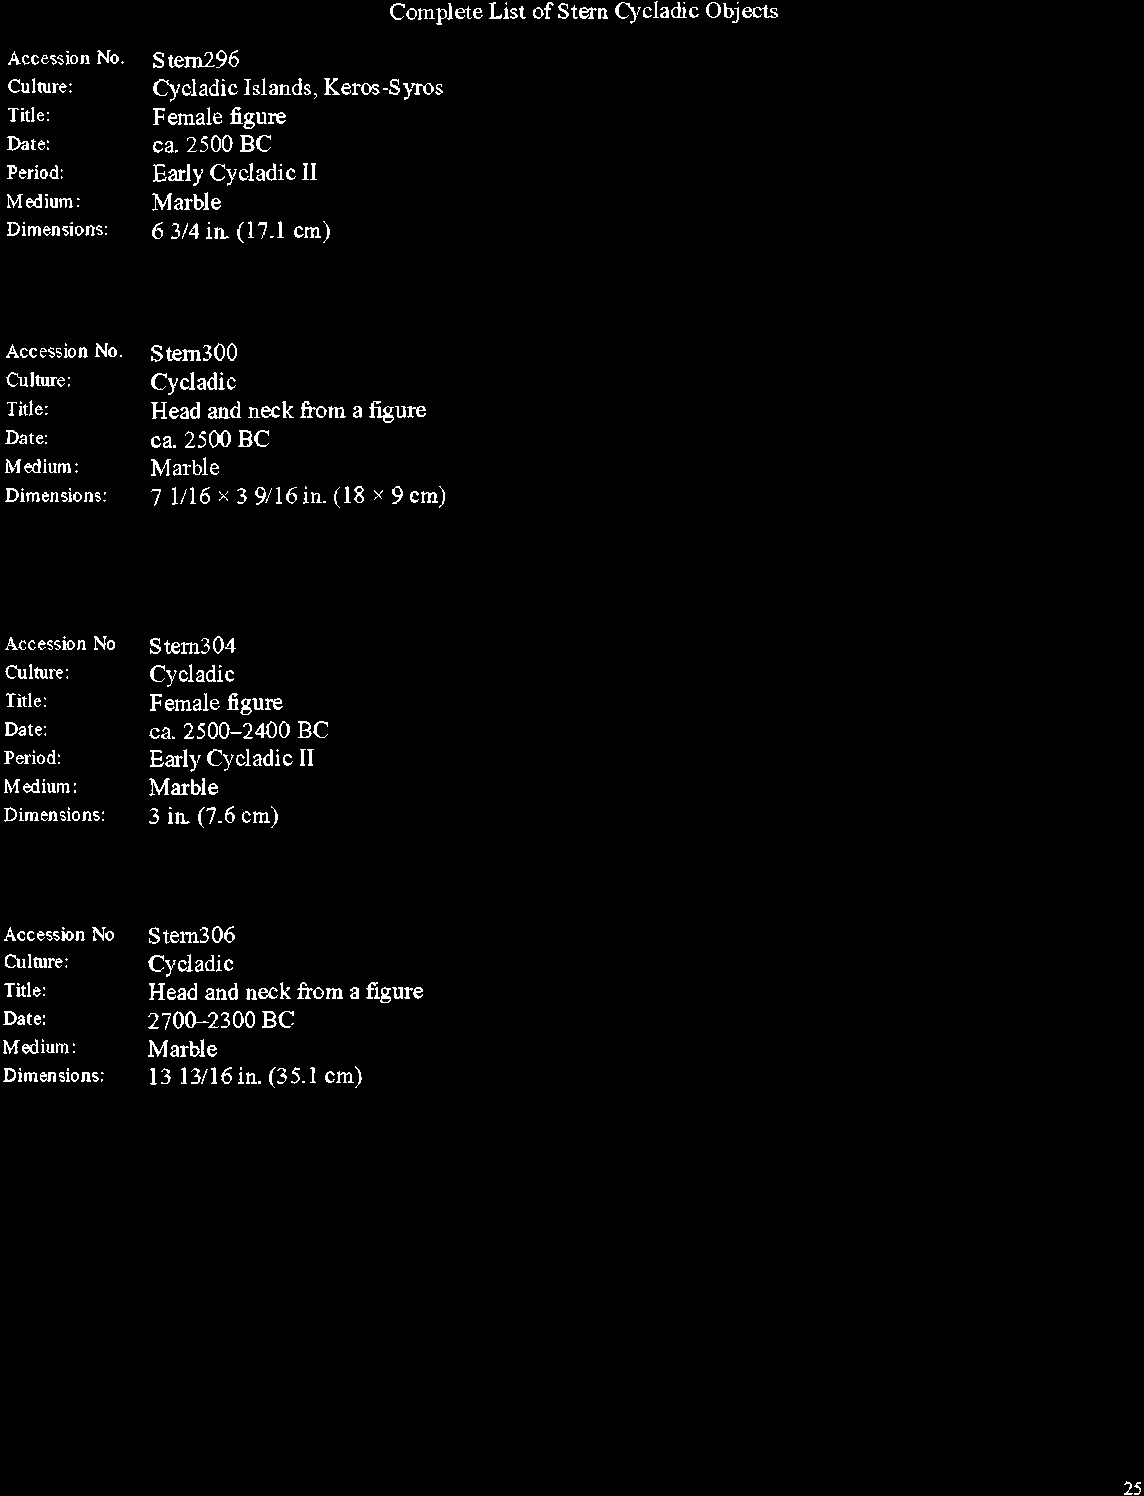 Complete List of Stern Cycladic Objects
Accession No. Stern296
Culture: Cycladic Islands, Keros-Syros
Title: Female figure
Date: ca. 2500 BC
Period: Early Cycladic II
Medium: Marble
Dimensions: 6 3/4 in. (17.1 cm)
Accession No. Stern300
Culture: Cycladic
Title: Head and neck from a figure
Date: ca. 2500 BC
Medium: Marble
Dimensions: 7 1/16 × 3 9/16 in. (18 × 9 cm)
Accession No Stern304
Culture: Cycladic
Title: Female figure
Date: ca. 2500–2400 BC
Period: Early Cycladic II
Medium: Marble
Dimensions: 3 in. (7.6 cm)
Accession No Stern306
Culture: Cycladic
Title: Head and neck from a figure
Date: 2700–2300 BC
Medium: Marble
Dimensions: 13 13/16 in. (35.1 cm)
25